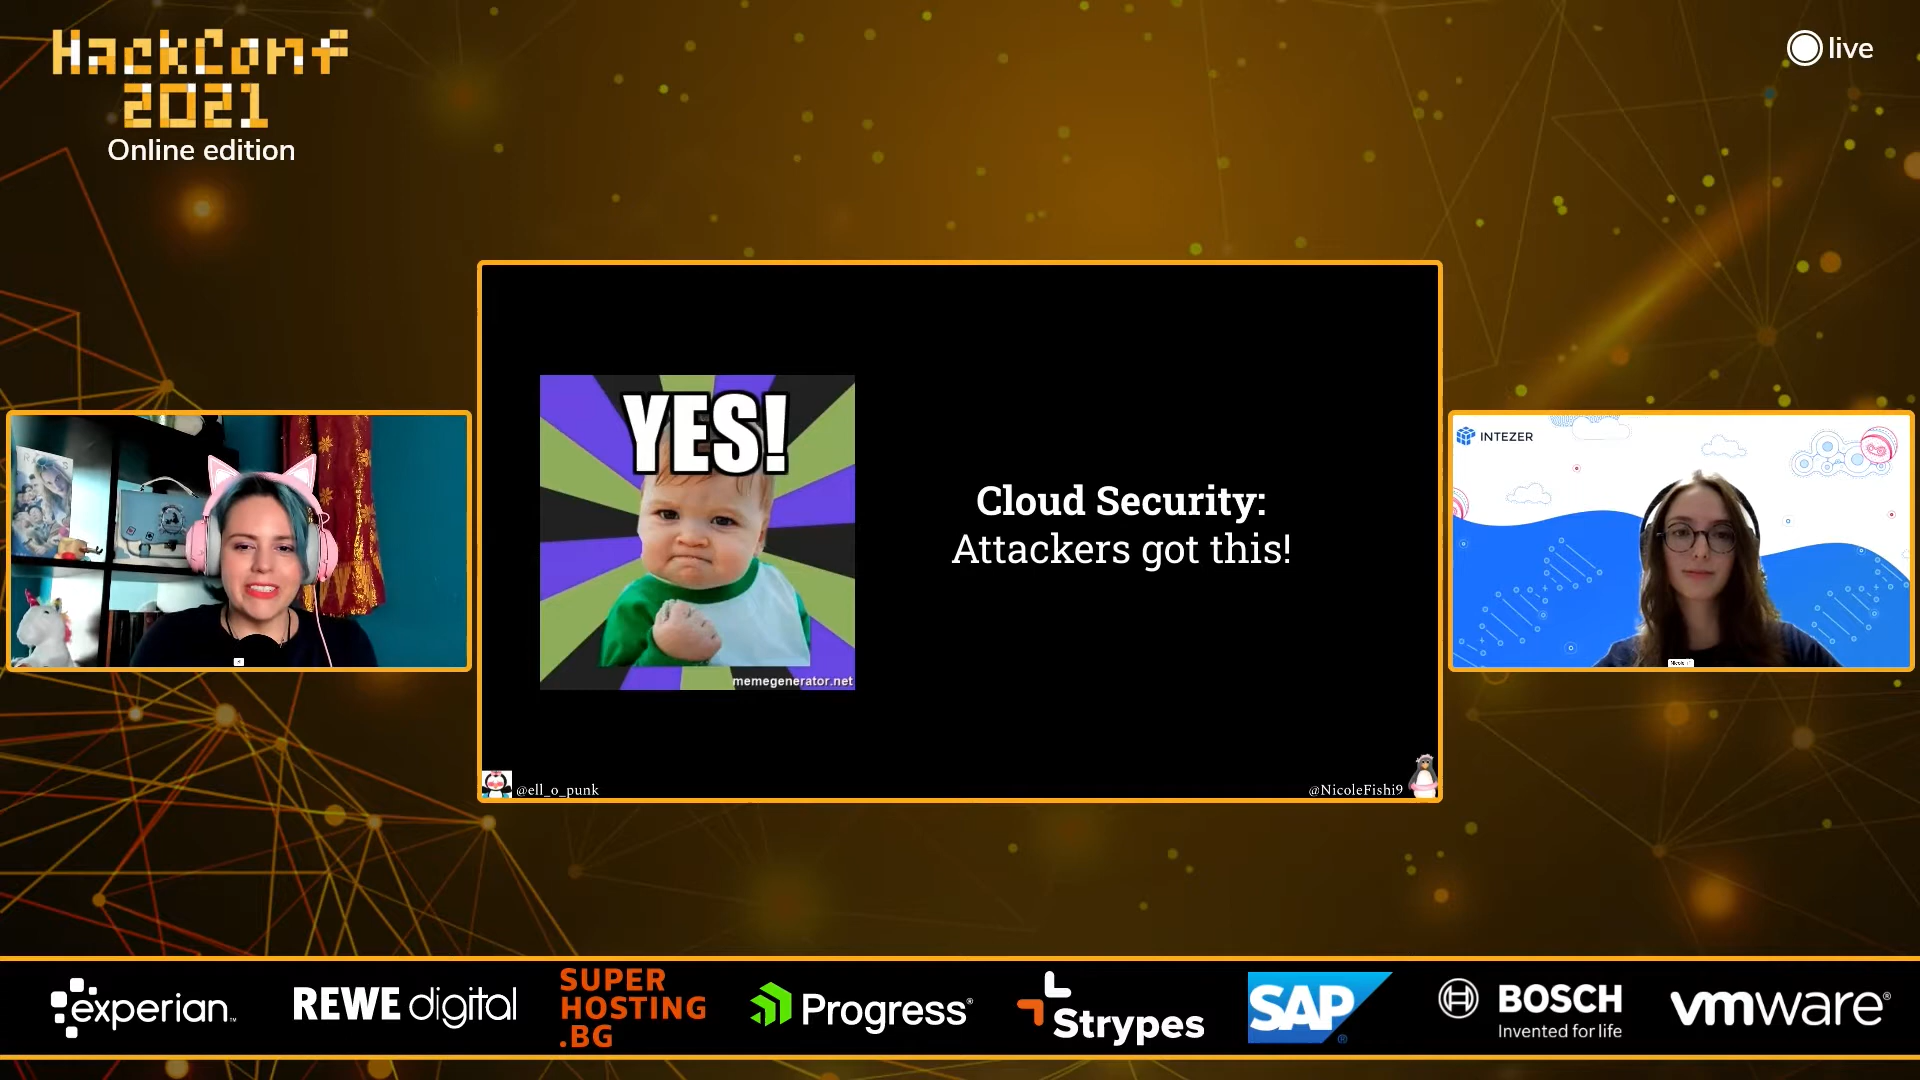 HackConf
2021
Online edition
live
YES!
memegenerator.net
Cloud Security:
Attackers got this!
@ell_o_punk
@NicoleFishi9
INTEZER
experian™
REWE digital
SUPER
HOSTING
.BG
Progress®
Strypes
SAP®
BOSCH
Invented for life
vmware®